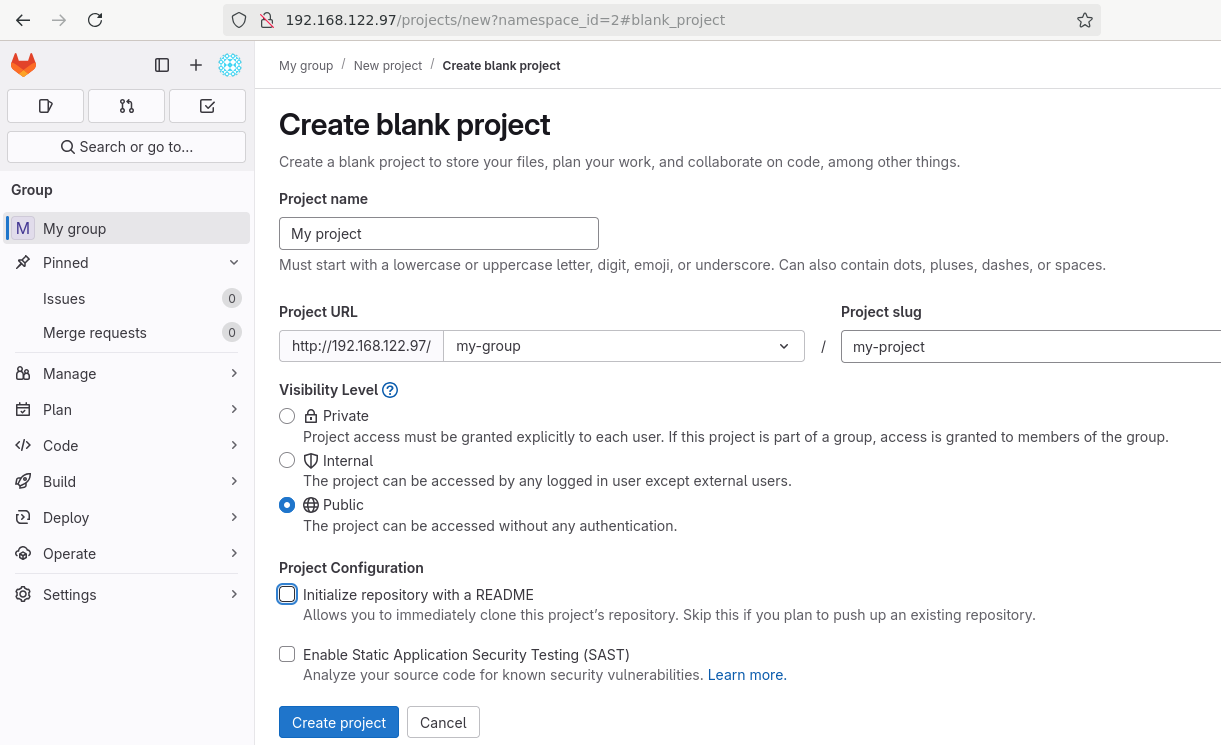 192.168.122.97/projects/new?namespace_id=2#blank_project
My group / New project / Create blank project
Search or go to...
Group
M My group
Pinned
Issues 0
Merge requests 0
Manage
Plan
Code
Build
Deploy
Operate
Settings
Create blank project
Create a blank project to store your files, plan your work, and collaborate on code, among other things.
Project name
My project
Must start with a lowercase or uppercase letter, digit, emoji, or underscore. Can also contain dots, pluses, dashes, or spaces.
Project URL
Project slug
http://192.168.122.97/ my-group / my-project
Visibility Level
Private
Project access must be granted explicitly to each user. If this project is part of a group, access is granted to members of the group.
Internal
The project can be accessed by any logged in user except external users.
Public
The project can be accessed without any authentication.
Project Configuration
Initialize repository with a README
Allows you to immediately clone this project's repository. Skip this if you plan to push up an existing repository.
Enable Static Application Security Testing (SAST)
Analyze your source code for known security vulnerabilities. Learn more.
Create project Cancel